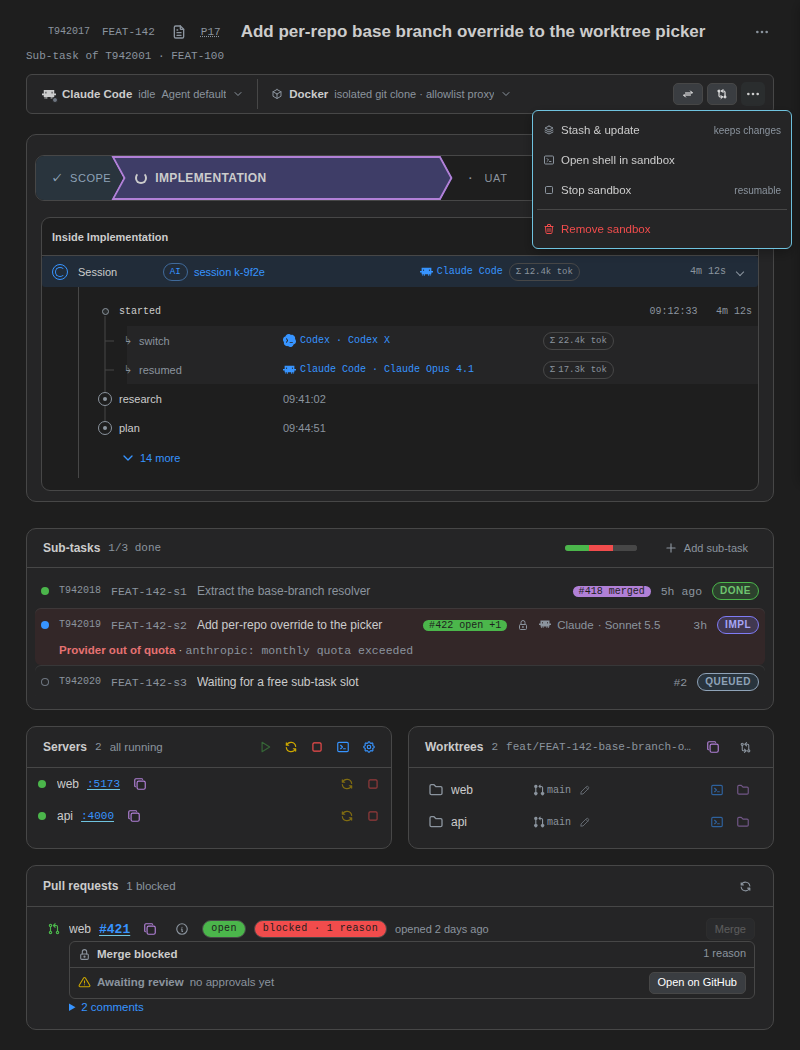 T942017 FEAT-142 P17 Add per-repo base branch override to the worktree picker
Sub-task of T942001 · FEAT-100
Claude Code idle Agent default Docker isolated git clone · allowlist proxy
Stash & update keeps changes
Open shell in sandbox
Stop sandbox resumable
Remove sandbox
SCOPE IMPLEMENTATION · UAT
Inside Implementation
Session AI session k-9f2e Claude Code Σ 12.4k tok 4m 12s
started 09:12:33 4m 12s
↳ switch Codex · Codex X Σ 22.4k tok
↳ resumed Claude Code · Claude Opus 4.1 Σ 17.3k tok
research 09:41:02
plan 09:44:51
14 more
Sub-tasks 1/3 done Add sub-task
T942018 FEAT-142-s1 Extract the base-branch resolver #418 merged 5h ago DONE
T942019 FEAT-142-s2 Add per-repo override to the picker #422 open +1 Claude · Sonnet 5.5 3h IMPL
Provider out of quota · anthropic: monthly quota exceeded
T942020 FEAT-142-s3 Waiting for a free sub-task slot #2 QUEUED
Servers 2 all running
web :5173
api :4000
Worktrees 2 feat/FEAT-142-base-branch-o…
web main
api main
Pull requests 1 blocked
web #421 open blocked · 1 reason opened 2 days ago Merge
Merge blocked 1 reason
Awaiting review no approvals yet Open on GitHub
2 comments